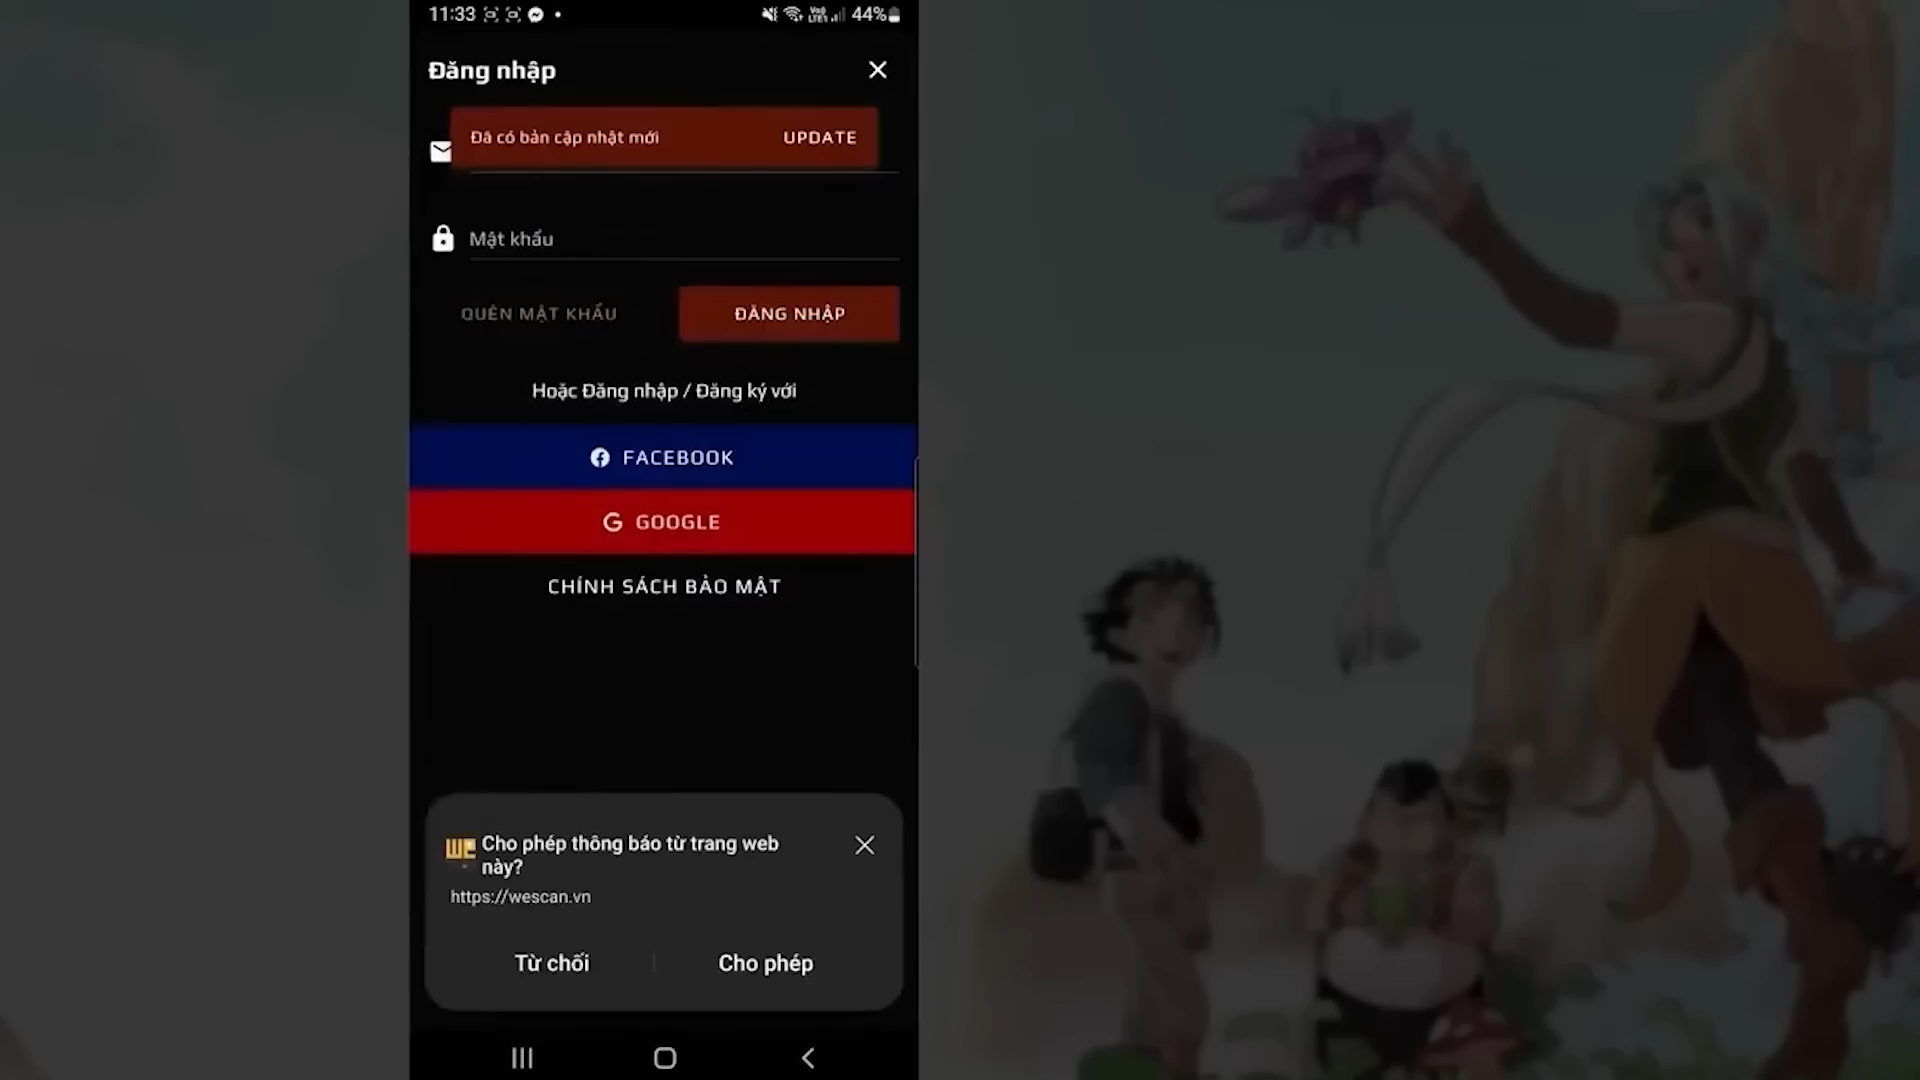 11:33
44%
Đăng nhập
Đã có bản cập nhật mới
UPDATE
Mật khẩu
QUÊN MẬT KHẨU
ĐĂNG NHẬP
Hoặc Đăng nhập / Đăng ký với
FACEBOOK
GOOGLE
CHÍNH SÁCH BẢO MẬT
Cho phép thông báo từ trang web
này?
https://wescan.vn
Từ chối
Cho phép